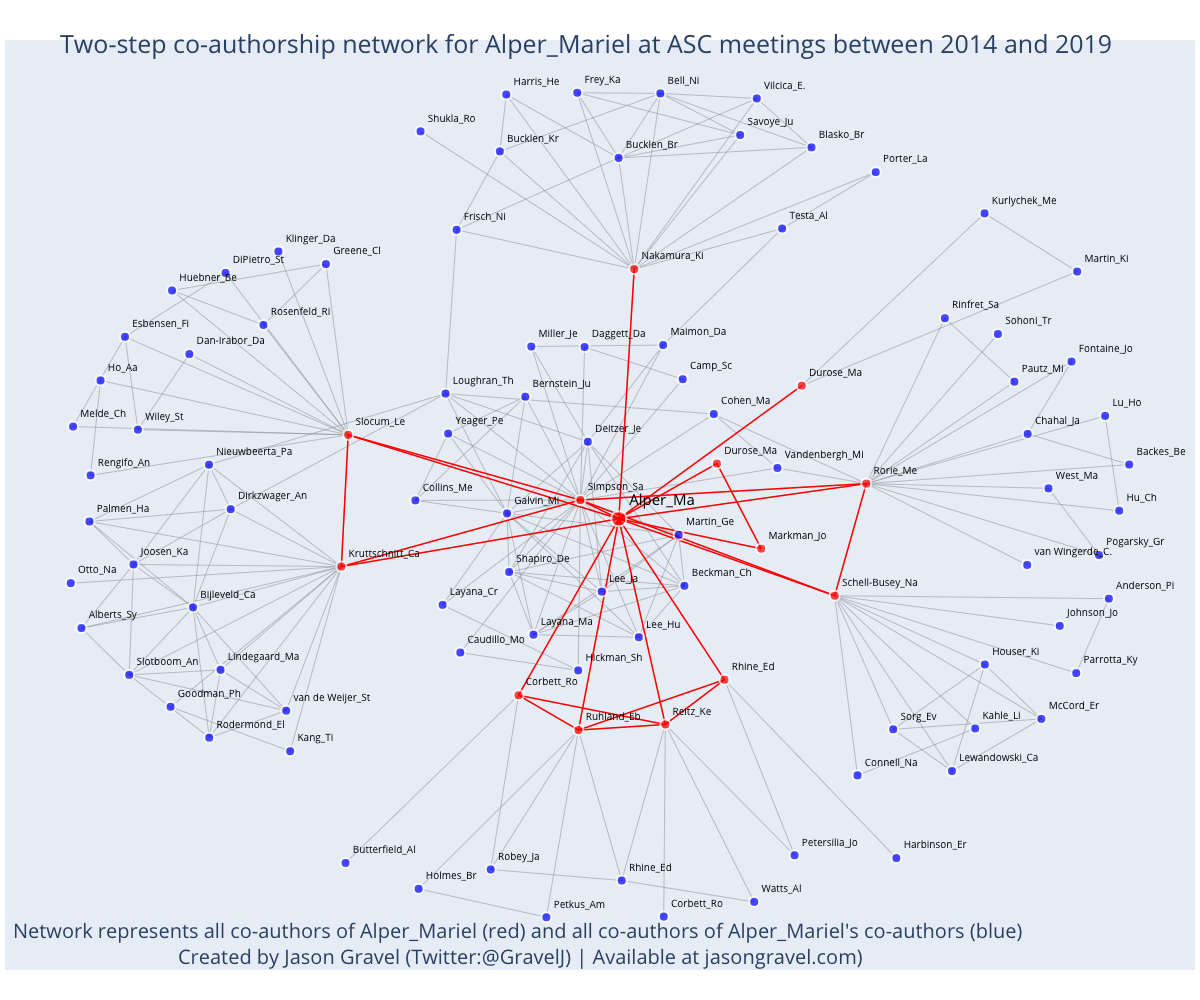 Two-step co-authorship network for Alper_Mariel at ASC meetings between 2014 and 2019
Harris_He
Frey_Ka
Bell_Ni
Vilcica_E.
Shukla_Ro
Bucklen_Kr
Bucklen_Br
Savoye_Ju
Blasko_Br
Porter_La
Kurlychek_Me
Frisch_Ni
Testa_Al
Klinger_Da
Greene_Cl
DiPietro_St
Huebner_Be
Nakamura_Ki
Martin_Ki
Rosenfeld_Ri
Rinfret_Sa
Esbensen_Fi
Sohoni_Tr
Dan-Irabor_Da
Miller_Je
Daggett_Da
Maimon_Da
Fontaine_Jo
Ho_Aa
Camp_Sc
Durose_Ma
Pautz_Mi
Loughran_Th
Bernstein_Ju
Melde_Ch
Wiley_St
Slocum_Le
Yeager_Pe
Deitzer_Je
Cohen_Ma
Chahal_Ja
Lu_Ho
Rengifo_An
Nieuwbeerta_Pa
Durose_Ma
Vandenbergh_Mi
Rorie_Me
Backes_Be
West_Ma
Dirkzwager_An
Collins_Me
Galvin_Mi
Simpson_Sa
Alper_Ma
Hu_Ch
Palmen_Ha
Martin_Ge
Markman_Jo
Joosen_Ka
Kruttschnitt_Ca
van Wingerde_C.
Pogarsky_Gr
Otto_Na
Shapiro_De
Lee_Ja
Beckman_Ch
Schell-Busey_Na
Anderson_Pi
Bijleveld_Ca
Layana_Cr
Alberts_Sy
Layana_Ma
Lee_Hu
Johnson_Jo
Caudillo_Mo
Slotboom_An
Lindegaard_Ma
Hickman_Sh
Rhine_Ed
Houser_Ki
Parrotta_Ky
Goodman_Ph
van de Weijer_St
Corbett_Ro
Rodermond_El
Ruhland_Eb
Reitz_Ke
Sorg_Ev
Kahle_Li
McCord_Er
Kang_Ti
Connell_Na
Lewandowski_Ca
Butterfield_Al
Robey_Ja
Petersilia_Jo
Harbinson_Er
Holmes_Br
Rhine_Ed
Watts_Al
Petkus_Am
Corbett_Ro
Network represents all co-authors of Alper_Mariel (red) and all co-authors of Alper_Mariel's co-authors (blue)
Created by Jason Gravel (Twitter:@GravelJ) | Available at jasongravel.com)